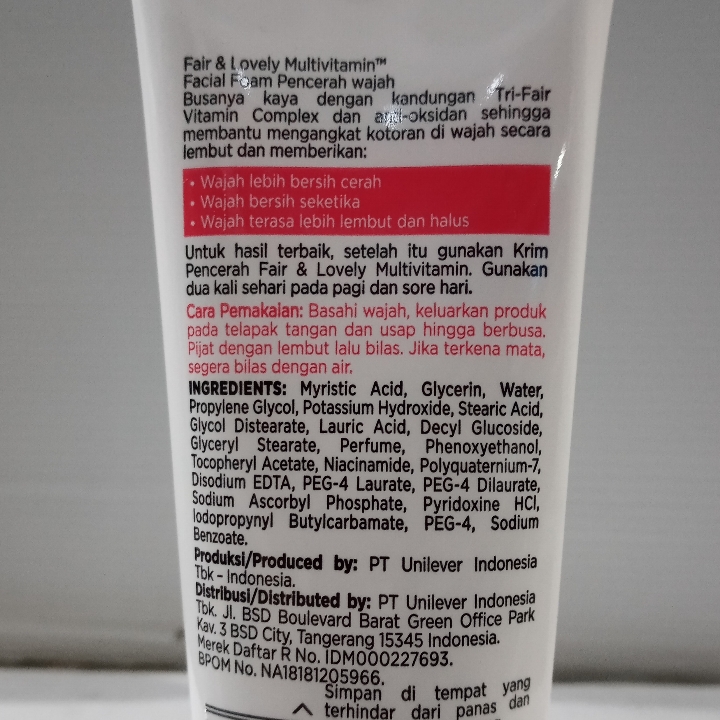 Fair & Lovely Multivitamin™
Facial Foam Pencerah wajah
Busanya kaya dengan kandungan Tri-Fair
Vitamin Complex dan anti-oksidan sehingga
membantu mengangkat kotoran di wajah secara
lembut dan memberikan:
• Wajah lebih bersih cerah
• Wajah bersih seketika
• Wajah terasa lebih lembut dan halus
Untuk hasil terbaik, setelah itu gunakan Krim
Pencerah Fair & Lovely Multivitamin. Gunakan
dua kali sehari pada pagi dan sore hari.
Cara Pemakaian: Basahi wajah, keluarkan produk
pada telapak tangan dan usap hingga berbusa.
Pijat dengan lembut lalu bilas. Jika terkena mata,
segera bilas dengan air.
INGREDIENTS: Myristic Acid, Glycerin, Water,
Propylene Glycol, Potassium Hydroxide, Stearic Acid,
Glycol Distearate, Lauric Acid, Decyl Glucoside,
Glyceryl Stearate, Perfume, Phenoxyethanol,
Tocopheryl Acetate, Niacinamide, Polyquaternium-7,
Disodium EDTA, PEG-4 Laurate, PEG-4 Dilaurate,
Sodium Ascorbyl Phosphate, Pyridoxine HCl,
Iodopropynyl Butylcarbamate, PEG-4, Sodium
Benzoate.
Produksi/Produced by: PT Unilever Indonesia
Tbk - Indonesia.
Distribusi/Distributed by: PT Unilever Indonesia
Tbk. Jl. BSD Boulevard Barat Green Office Park
Kav. 3 BSD City, Tangerang 15345 Indonesia.
Merek Daftar R No. IDM000227693.
BPOM No. NA18181205966.
Simpan di tempat yang
terhindar dari panas dan